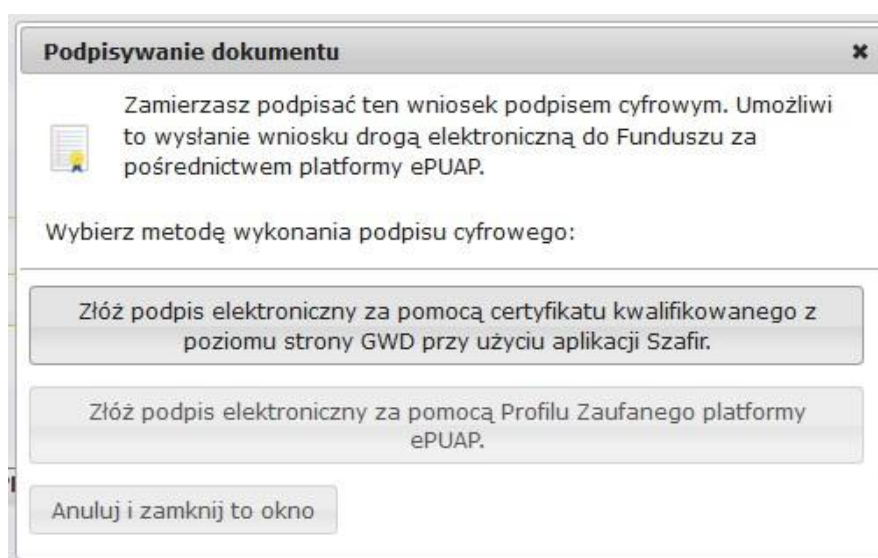 Podpisywanie dokumentu
Zamierzasz podpisać ten wniosek podpisem cyfrowym. Umożliwi
to wysłanie wniosku drogą elektroniczną do Funduszu za
pośrednictwem platformy ePUAP.
Wybierz metodę wykonania podpisu cyfrowego:
Złóż podpis elektroniczny za pomocą certyfikatu kwalifikowanego z
poziomu strony GWD przy użyciu aplikacji Szafir.
Złóż podpis elektroniczny za pomocą Profilu Zaufanego platformy
ePUAP.
Anuluj i zamknij to okno